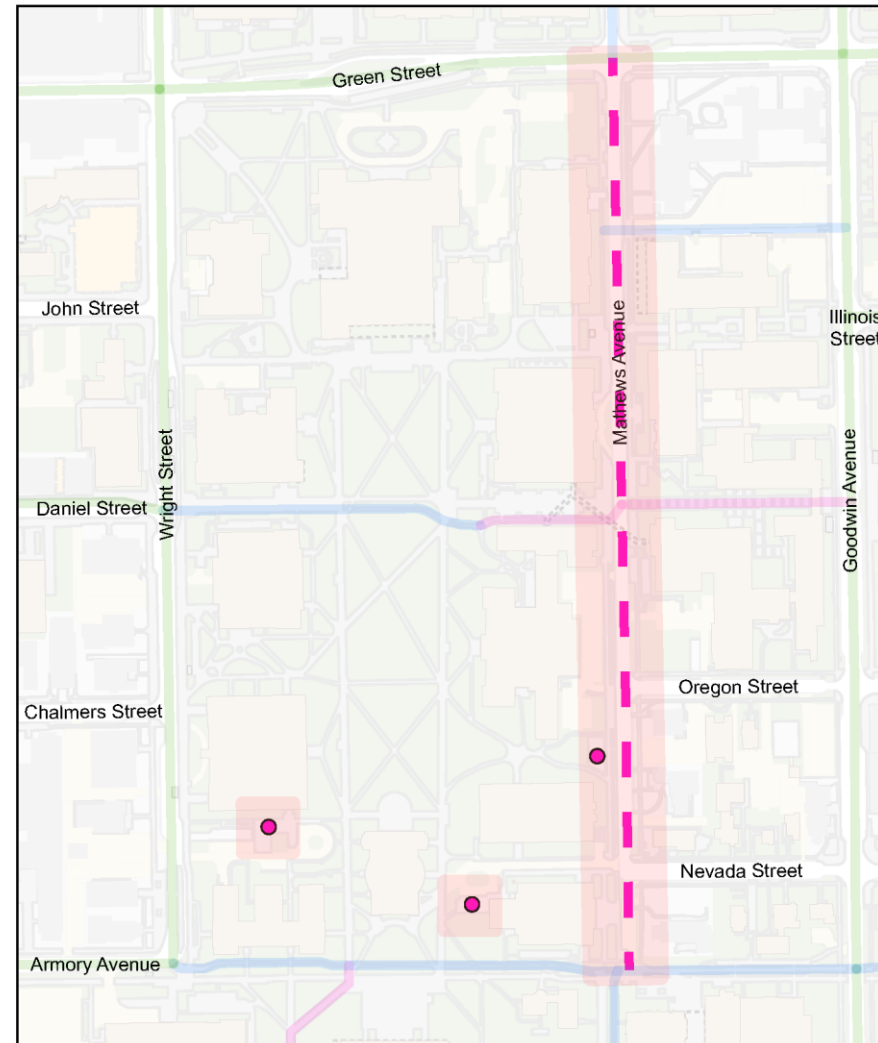 Green Street
John Street
Illinois
Street
Mathews Avenue
Wright Street
Goodwin Avenue
Daniel Street
Oregon Street
Chalmers Street
Nevada Street
Armory Avenue